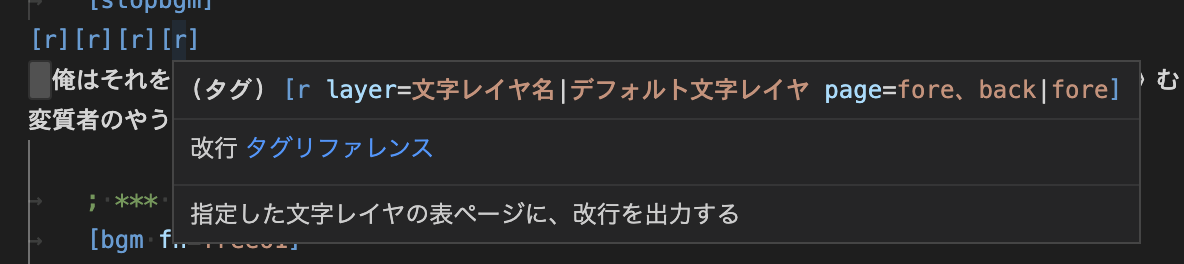 [stopbgm]
[r][r][r][r]
俺はそれを む
(タグ) [r layer=文字レイヤ名|デフォルト文字レイヤ page=fore、back|fore]
変質者のやう
改行 タグリファレンス
; ***
指定した文字レイヤの表ページに、改行を出力する
[bgm